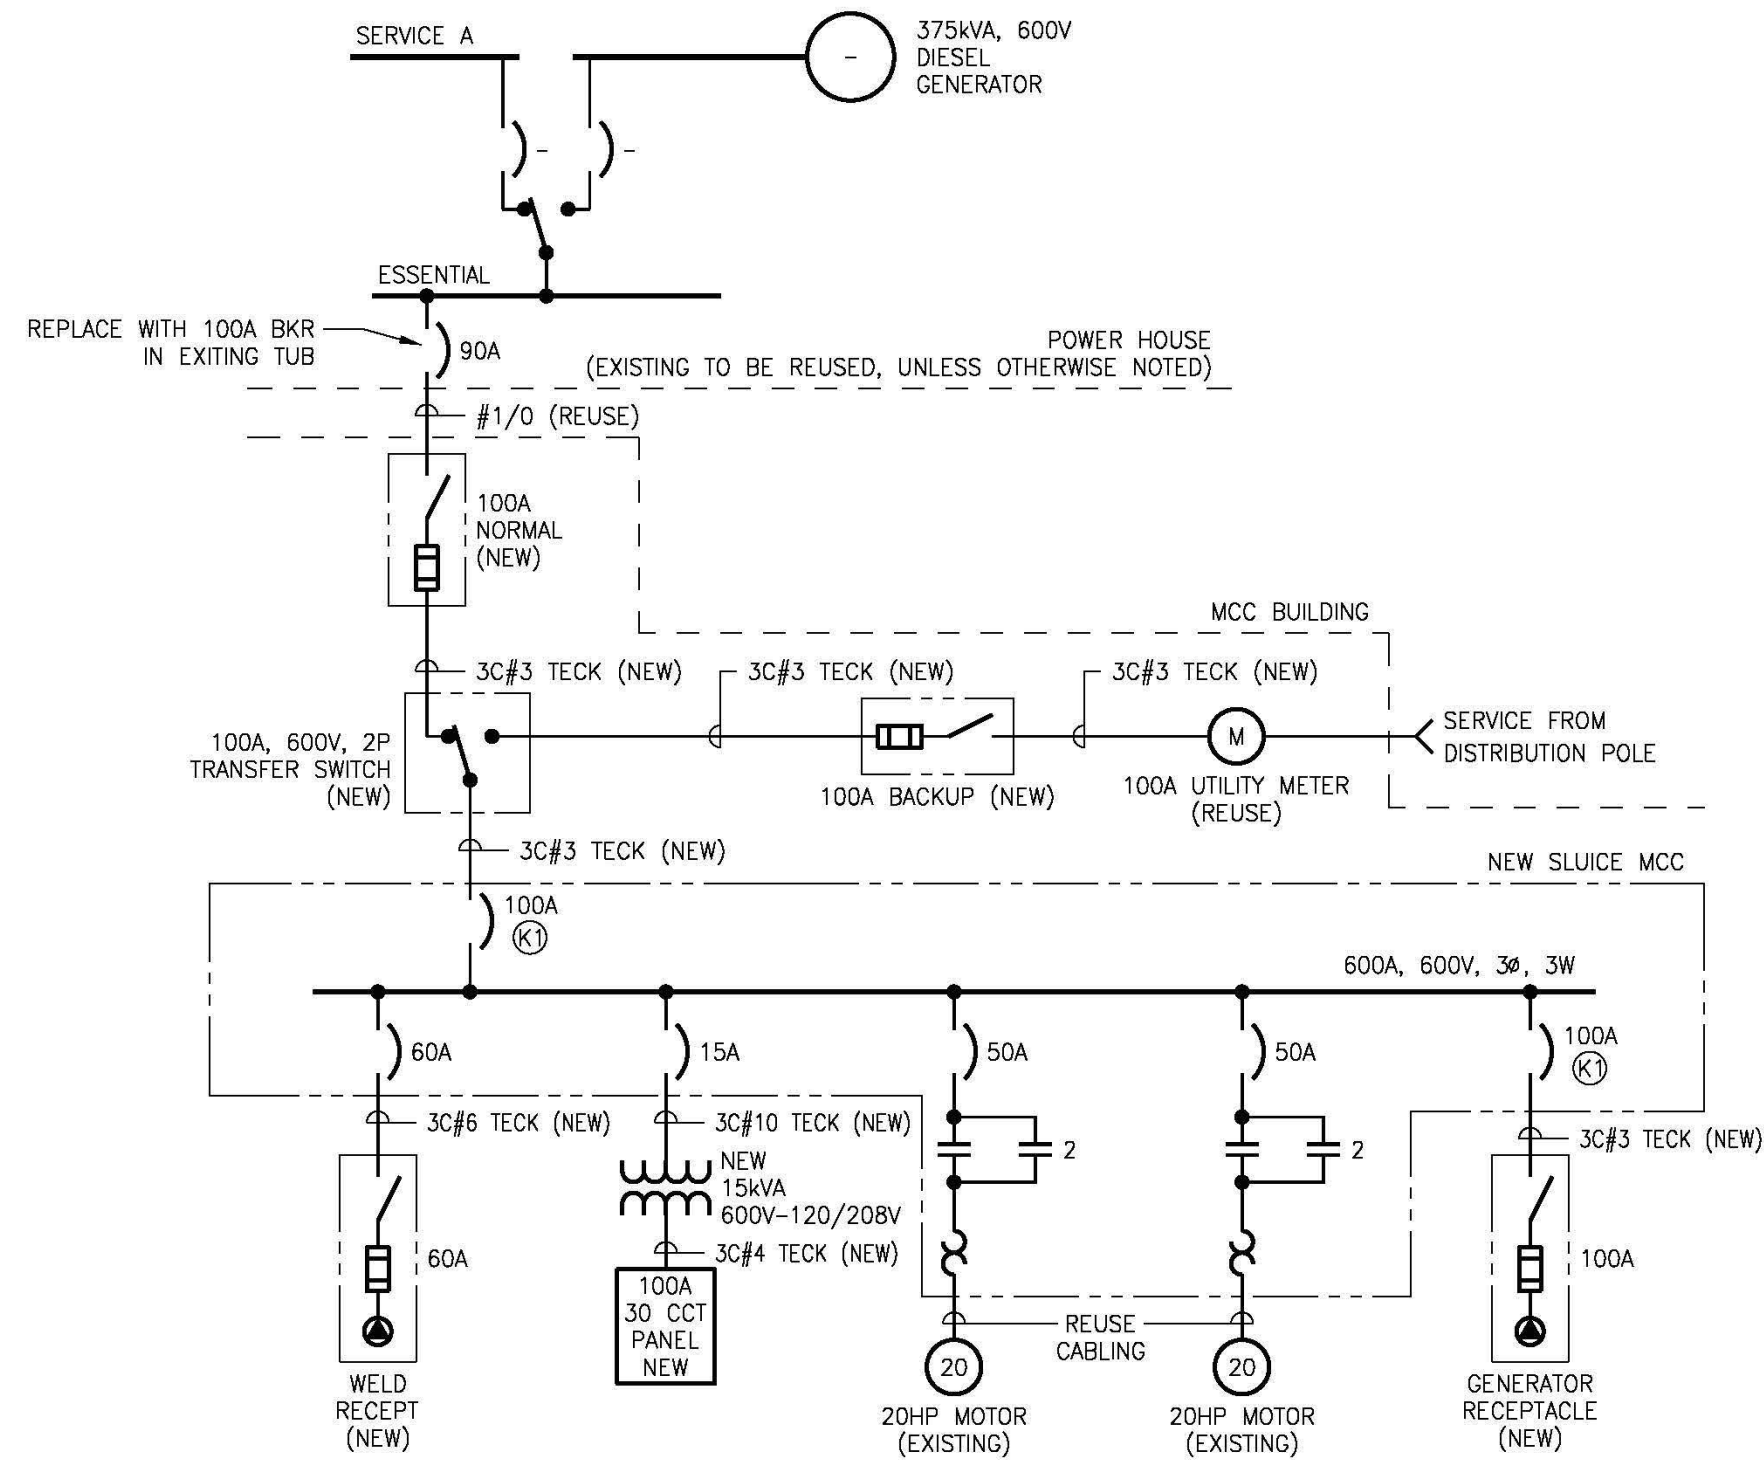 SERVICE A
375kVA, 600V
DIESEL
GENERATOR
-
-
-
ESSENTIAL
REPLACE WITH 100A BKR
IN EXITING TUB
90A
POWER HOUSE
(EXISTING TO BE REUSED, UNLESS OTHERWISE NOTED)
#1/0 (REUSE)
100A
NORMAL
(NEW)
MCC BUILDING
3C#3 TECK (NEW)
3C#3 TECK (NEW)
3C#3 TECK (NEW)
100A, 600V, 2P
TRANSFER SWITCH
(NEW)
M
SERVICE FROM
DISTRIBUTION POLE
100A BACKUP (NEW)
100A UTILITY METER
(REUSE)
3C#3 TECK (NEW)
NEW SLUICE MCC
100A
K1
600A, 600V, 3ø, 3W
60A
15A
50A
50A
100A
K1
3C#6 TECK (NEW)
3C#10 TECK (NEW)
2
2
3C#3 TECK (NEW)
NEW
15kVA
600V-120/208V
3C#4 TECK (NEW)
60A
100A
100A
30 CCT
PANEL
NEW
REUSE
CABLING
20
20
WELD
RECEPT
(NEW)
20HP MOTOR
(EXISTING)
20HP MOTOR
(EXISTING)
GENERATOR
RECEPTACLE
(NEW)